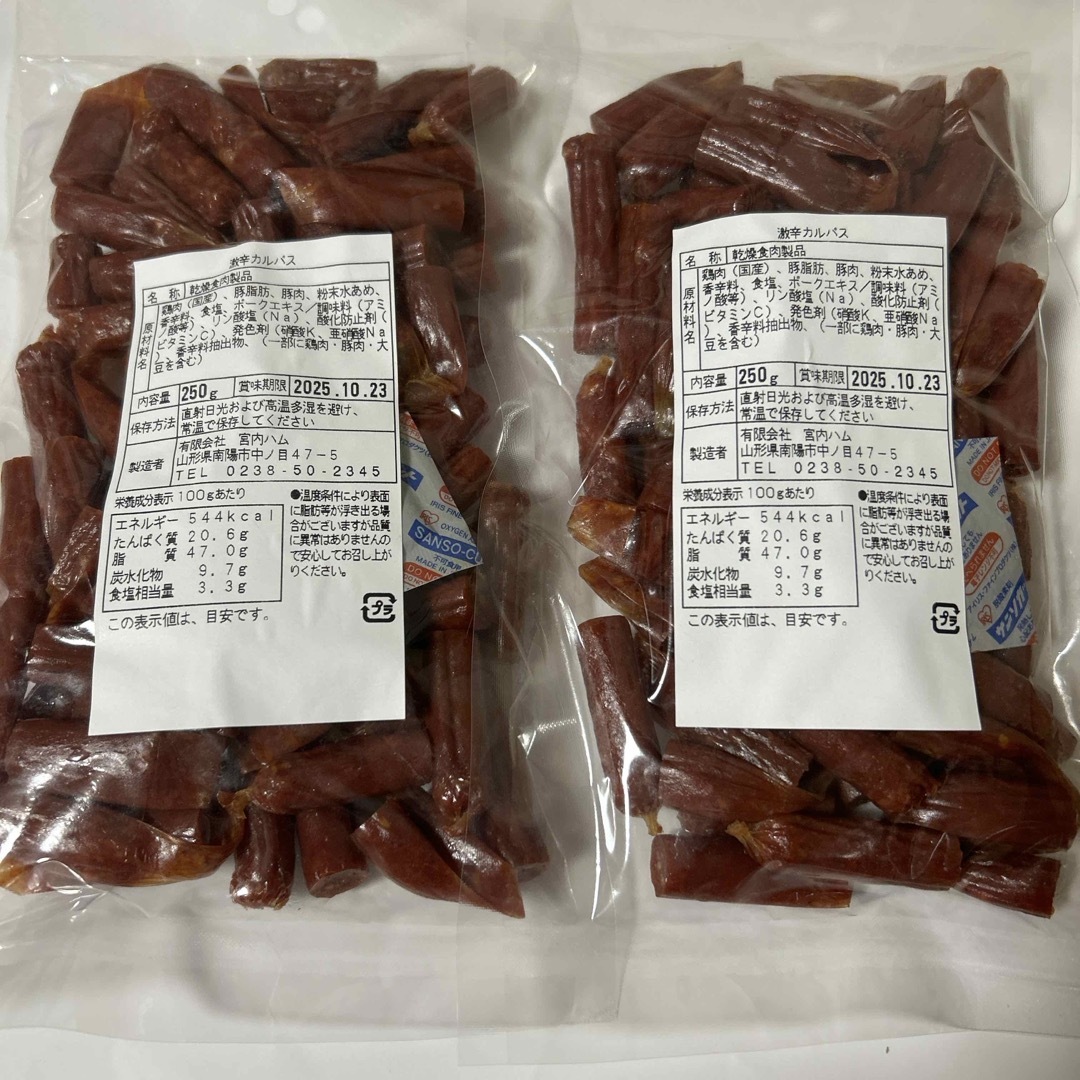 激辛カルパス
名 称 乾燥食肉製品
原材料名
鶏肉(国産)、豚脂肪、豚肉、粉末水あめ、
香辛料、食塩、ポークエキス/調味料(アミ
ノ酸等)、リン酸塩(Na)、酸化防止剤(
ビタミンC)、発色剤(硝酸K、亜硝酸Na
)、香辛料抽出物、(一部に鶏肉・豚肉・大
豆を含む)
内容量 250g 賞味期限 2025.10.23
保存方法 直射日光および高温多湿を避け、
常温で保存してください
製造者 有限会社 宮内ハム
山形県南陽市中ノ目47-5
TEL 0238-50-2345
栄養成分表示 100gあたり
エネルギー 544kcal
たんぱく質 20.6g
脂 質 47.0g
炭水化物 9.7g
食塩相当量 3.3g
この表示値は、目安です。
●温度条件により表面
に脂肪等が浮き出る場
合がございますが品質
に異常はありませんの
で安心してお召し上が
りください。
プラ
IRIS FINE
OXYGEN
SANSO-CU
MADE IN
不可食用
DO NO
激辛カルパス
名 称 乾燥食肉製品
原材料名
鶏肉(国産)、豚脂肪、豚肉、粉末水あめ、
香辛料、食塩、ポークエキス/調味料(アミ
ノ酸等)、リン酸塩(Na)、酸化防止剤(
ビタミンC)、発色剤(硝酸K、亜硝酸Na
)、香辛料抽出物、(一部に鶏肉・豚肉・大
豆を含む)
内容量 250g 賞味期限 2025.10.23
保存方法 直射日光および高温多湿を避け、
常温で保存してください
製造者 有限会社 宮内ハム
山形県南陽市中ノ目47-5
TEL 0238-50-2345
栄養成分表示 100gあたり
エネルギー 544kcal
たんぱく質 20.6g
脂 質 47.0g
炭水化物 9.7g
食塩相当量 3.3g
この表示値は、目安です。
●温度条件により表面
に脂肪等が浮き出る場
合がございますが品質
に異常はありませんの
で安心してお召し上が
りください。
プラ